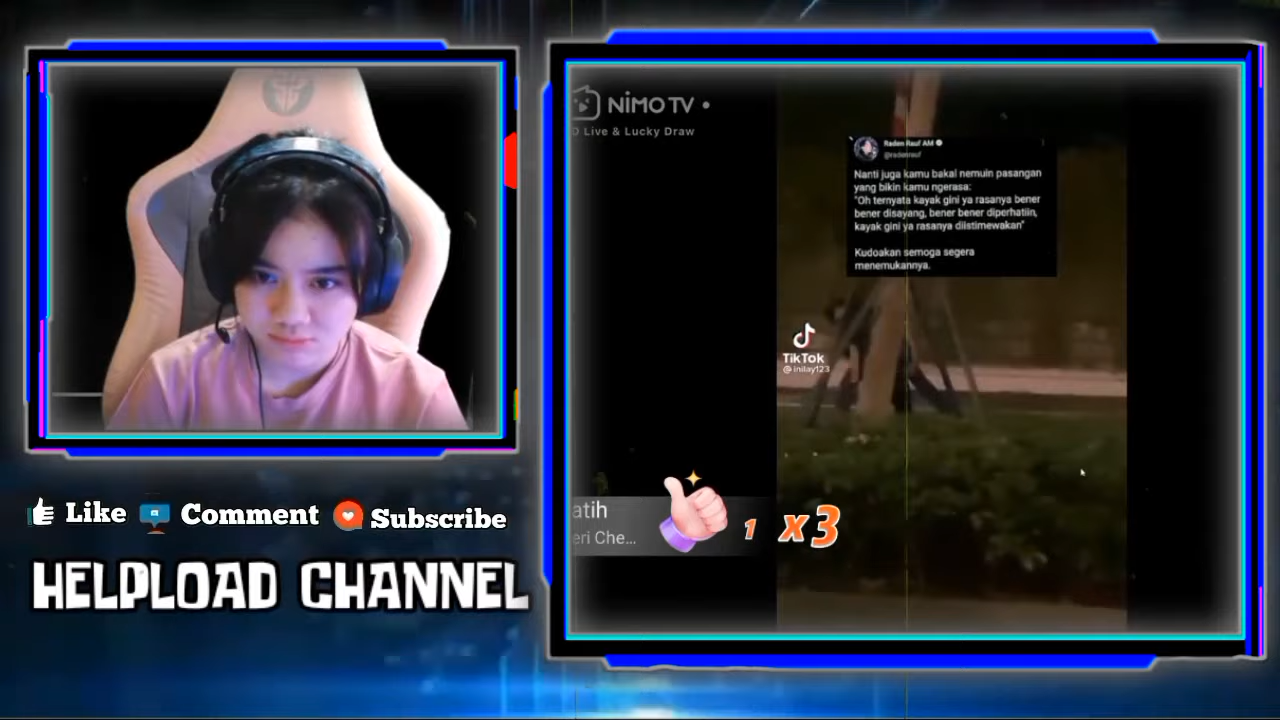 NIMO TV
D Live & Lucky Draw
Raden Rauf AM
@radenrauf
Nanti juga kamu bakal nemuin pasangan
yang bikin kamu ngerasa:
"Oh ternyata kayak gini ya rasanya bener
bener disayang, bener bener diperhatiin,
kayak gini ya rasanya diistimewakan"
Kudoakan semoga segera
menemukannya.
TikTok
@inilay123
atih
eri Che...
1 x3
Like Comment Subscribe
HELPLOAD CHANNEL